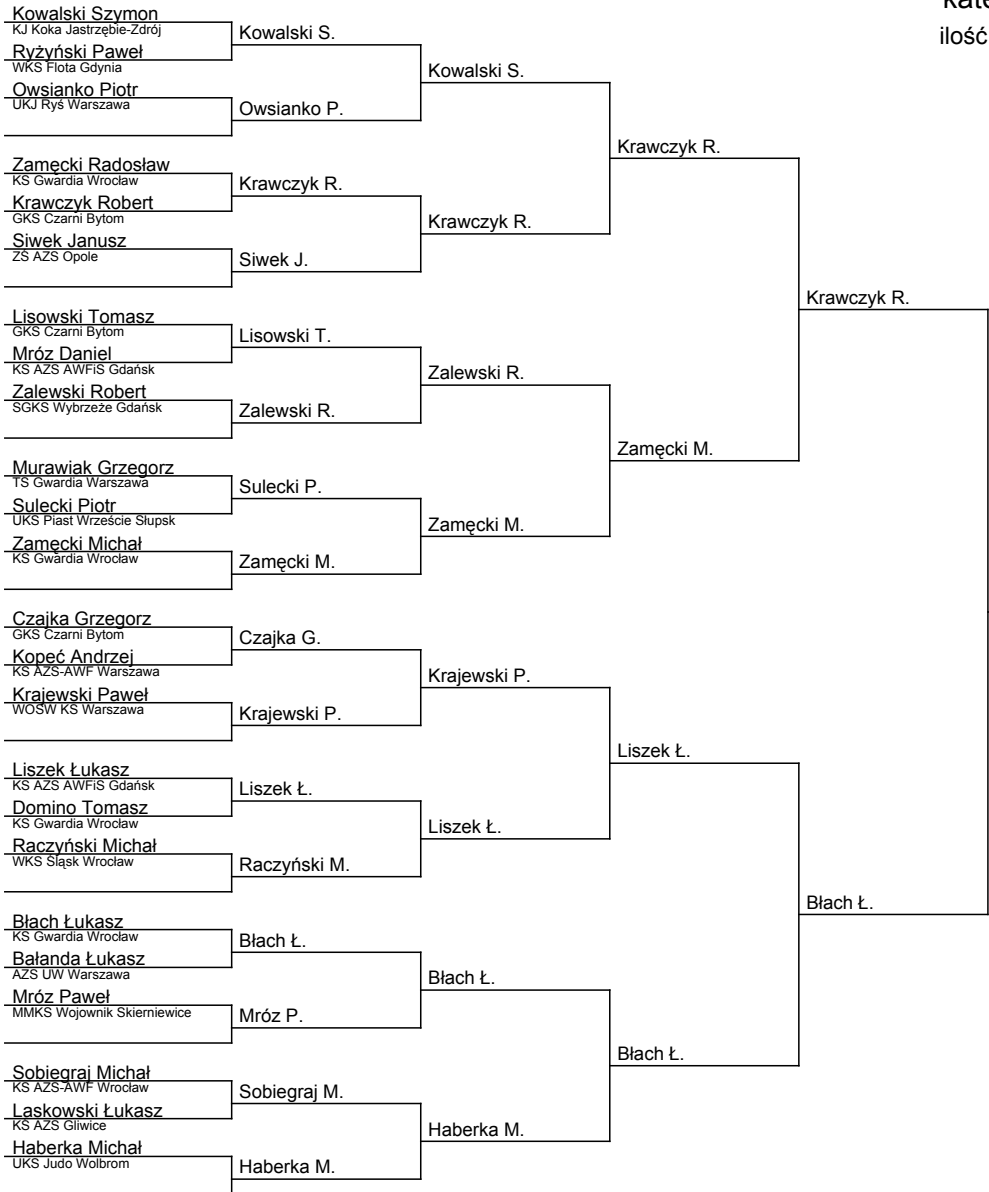 kate
ilość
Kowalski Szymon
KJ Koka Jastrzębie-Zdrój
Kowalski S.
Ryżyński Paweł
WKS Flota Gdynia
Kowalski S.
Owsianko Piotr
UKJ Ryś Warszawa
Owsianko P.
Krawczyk R.
Zamęcki Radosław
KS Gwardia Wrocław
Krawczyk R.
Krawczyk Robert
GKS Czarni Bytom
Krawczyk R.
Siwek Janusz
ZS AZS Opole
Siwek J.
Krawczyk R.
Lisowski Tomasz
GKS Czarni Bytom
Lisowski T.
Mróz Daniel
KS AZS AWFiS Gdańsk
Zalewski R.
Zalewski Robert
SGKS Wybrzeże Gdańsk
Zalewski R.
Zamęcki M.
Murawiak Grzegorz
TS Gwardia Warszawa
Sulecki P.
Sulecki Piotr
UKS Piast Wrzeście Słupsk
Zamęcki M.
Zamęcki Michał
KS Gwardia Wrocław
Zamęcki M.
Czajka Grzegorz
GKS Czarni Bytom
Czajka G.
Kopeć Andrzej
KS AZS-AWF Warszawa
Krajewski P.
Krajewski Paweł
WOSW KS Warszawa
Krajewski P.
Liszek Ł.
Liszek Łukasz
KS AZS AWFiS Gdańsk
Liszek Ł.
Domino Tomasz
KS Gwardia Wrocław
Liszek Ł.
Raczyński Michał
WKS Śląsk Wrocław
Raczyński M.
Błach Ł.
Błach Łukasz
KS Gwardia Wrocław
Błach Ł.
Bałanda Łukasz
AZS UW Warszawa
Błach Ł.
Mróz Paweł
MMKS Wojownik Skierniewice
Mróz P.
Błach Ł.
Sobiegraj Michał
KS AZS-AWF Wrocław
Sobiegraj M.
Laskowski Łukasz
KS AZS Gliwice
Haberka M.
Haberka Michał
UKS Judo Wolbrom
Haberka M.